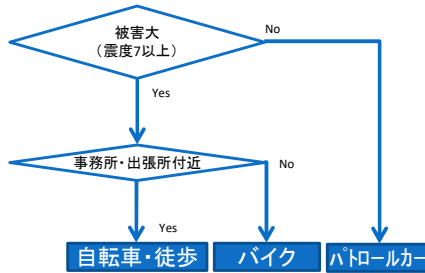 被害大
（震度7以上）
No
Yes
事務所・出張所付近
No
Yes
自転車・徒歩
バイク
パトロールカー